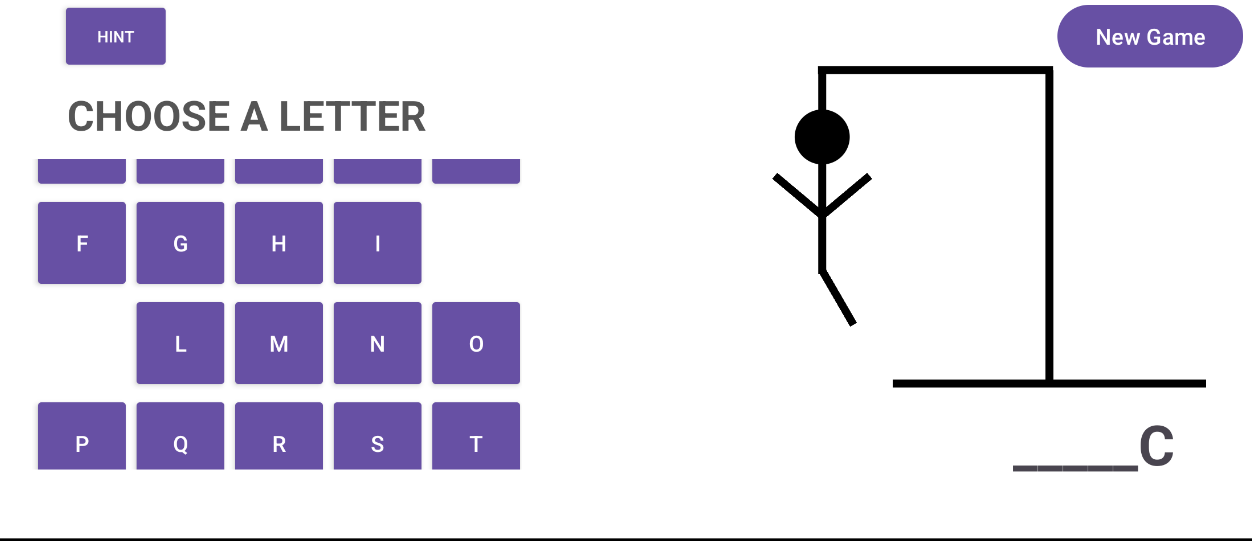 HINT
New Game
CHOOSE A LETTER
F G H I
L M N O
P Q R S T
_____C